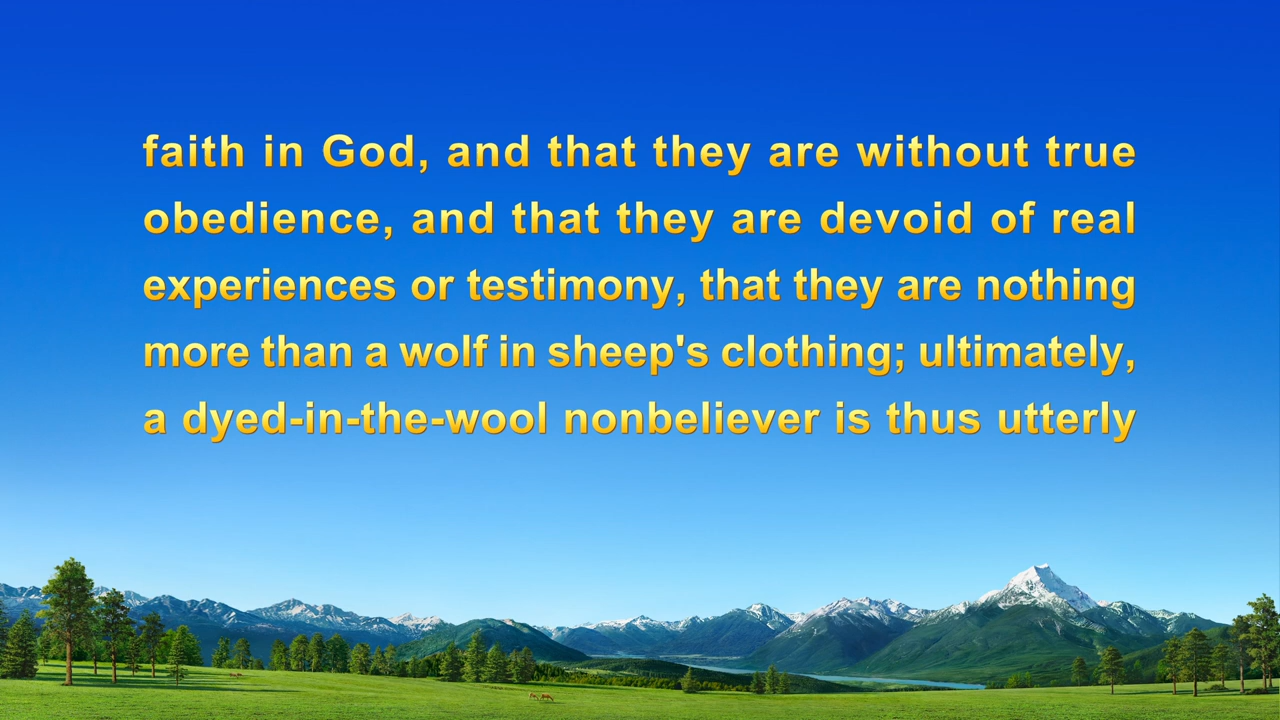 faith in God, and that they are without true
obedience, and that they are devoid of real
experiences or testimony, that they are nothing
more than a wolf in sheep's clothing; ultimately,
a dyed-in-the-wool nonbeliever is thus utterly